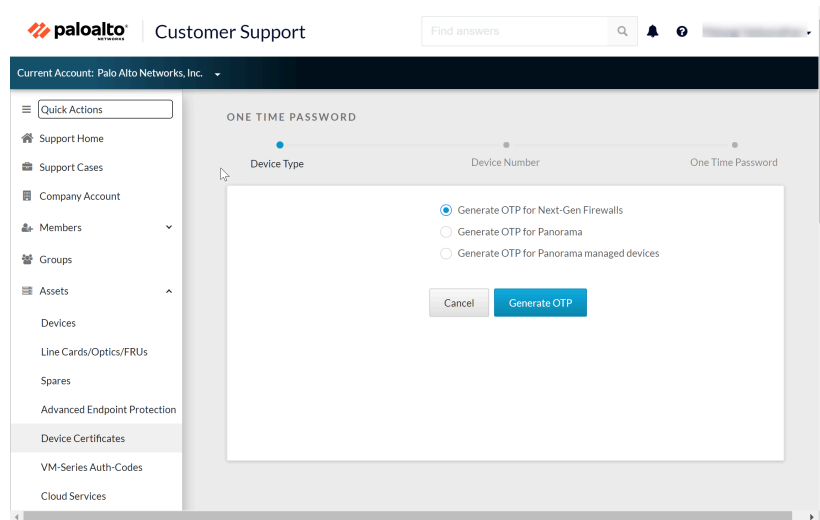 paloalto
NETWORKS
Customer Support
Find answers
Current Account: Palo Alto Networks, Inc.
Quick Actions
Support Home
Support Cases
Company Account
Members
Groups
Assets
Devices
Line Cards/Optics/FRUs
Spares
Advanced Endpoint Protection
Device Certificates
VM-Series Auth-Codes
Cloud Services
ONE TIME PASSWORD
Device Type
Device Number
One Time Password
Generate OTP for Next-Gen Firewalls
Generate OTP for Panorama
Generate OTP for Panorama managed devices
Cancel
Generate OTP